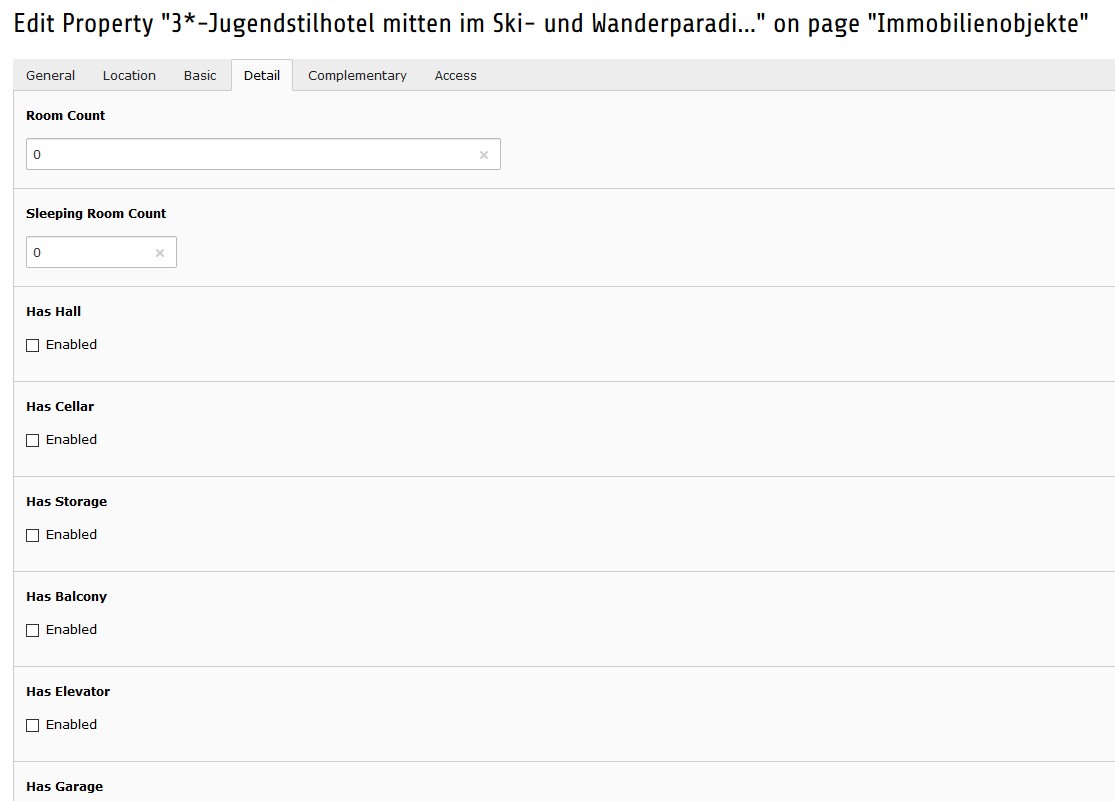 Edit Property "3*-Jugendstilhotel mitten im Ski- und Wanderparadi..." on page "Immobilienobjekte"
General Location Basic Detail Complementary Access
Room Count
0
Sleeping Room Count
0
Has Hall
Enabled
Has Cellar
Enabled
Has Storage
Enabled
Has Balcony
Enabled
Has Elevator
Enabled
Has Garage